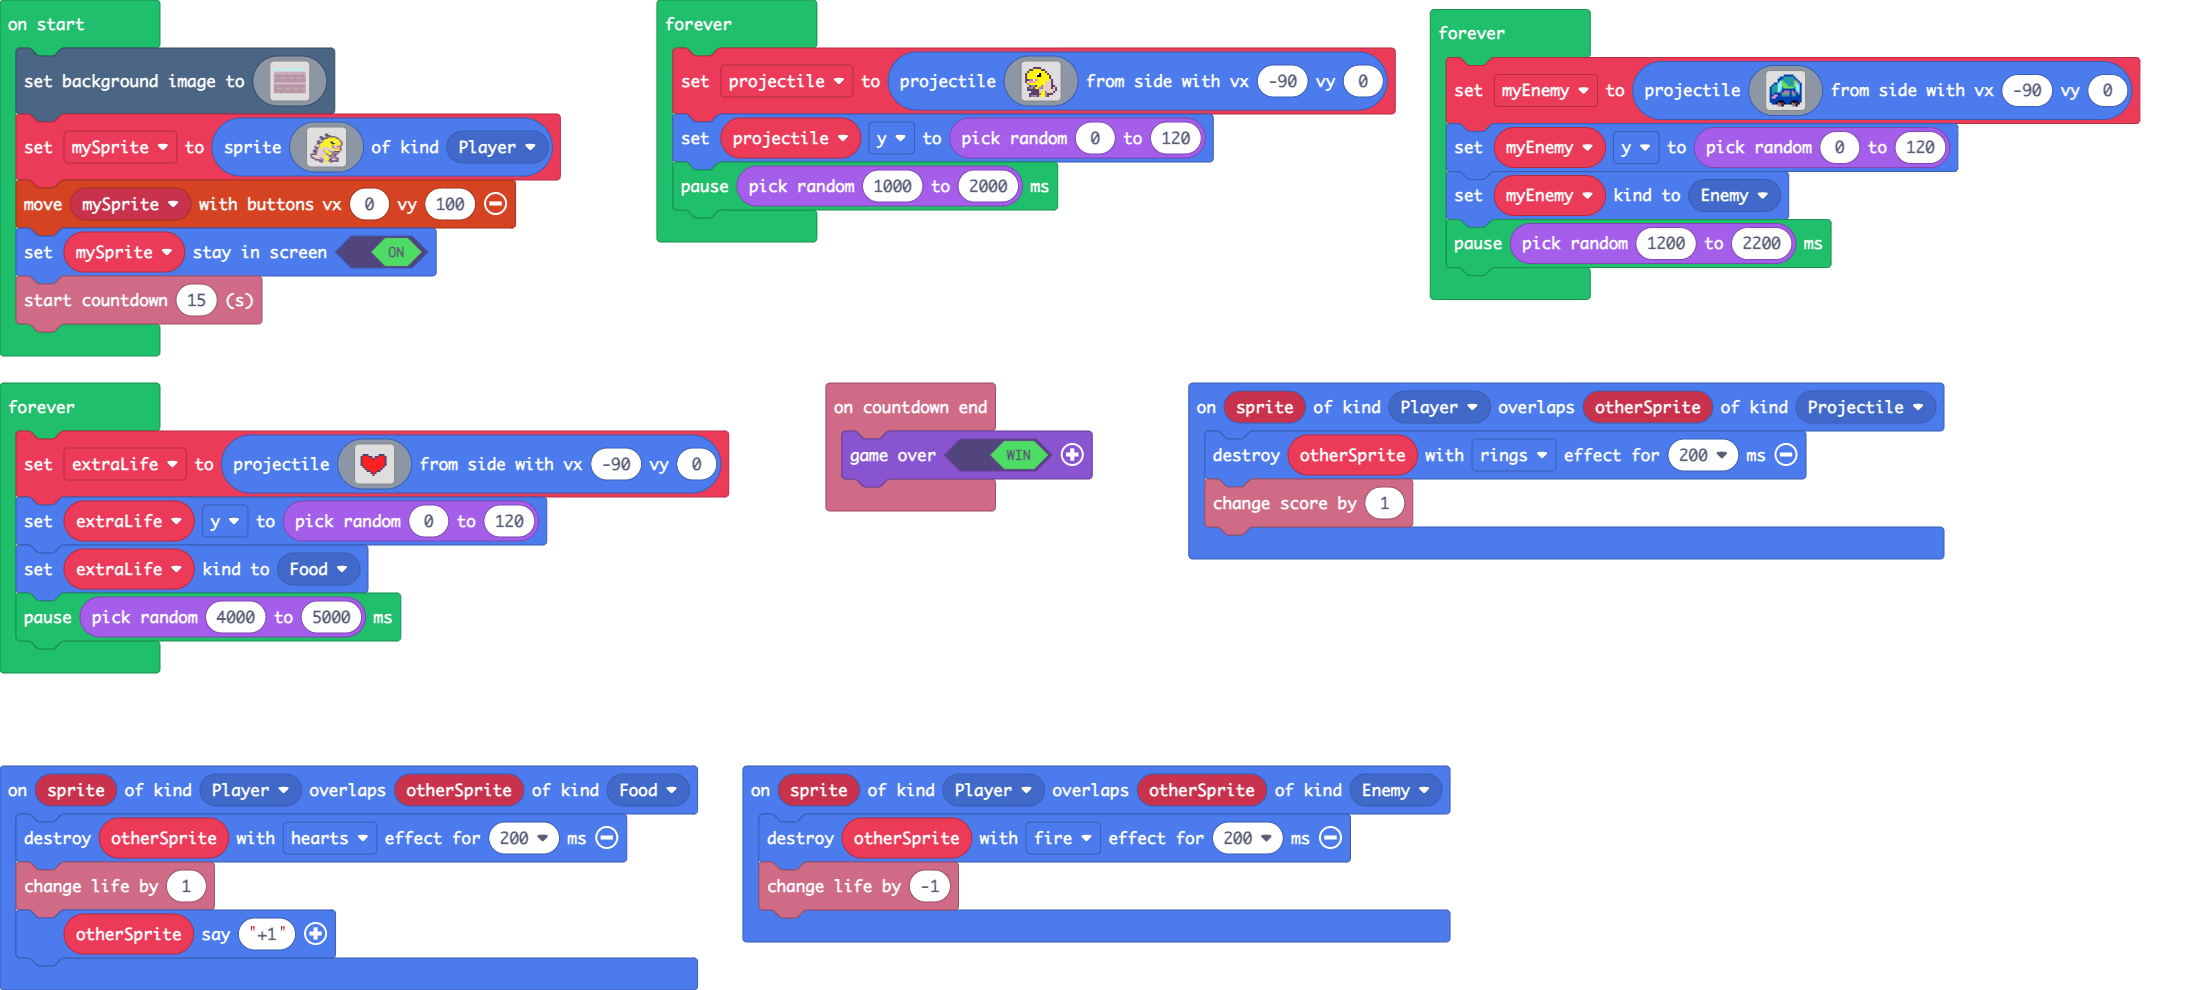 on start
set background image to
set mySprite to sprite of kind Player
move mySprite with buttons vx 0 vy 100
set mySprite stay in screen ON
start countdown 15 (s)
forever
set projectile to projectile from side with vx -90 vy 0
set projectile y to pick random 0 to 120
pause pick random 1000 to 2000 ms
forever
set myEnemy to projectile from side with vx -90 vy 0
set myEnemy y to pick random 0 to 120
set myEnemy kind to Enemy
pause pick random 1200 to 2200 ms
forever
set extraLife to projectile from side with vx -90 vy 0
set extraLife y to pick random 0 to 120
set extraLife kind to Food
pause pick random 4000 to 5000 ms
on countdown end
game over WIN
on sprite of kind Player overlaps otherSprite of kind Projectile
destroy otherSprite with rings effect for 200 ms
change score by 1
on sprite of kind Player overlaps otherSprite of kind Food
destroy otherSprite with hearts effect for 200 ms
change life by 1
otherSprite say "+1"
on sprite of kind Player overlaps otherSprite of kind Enemy
destroy otherSprite with fire effect for 200 ms
change life by -1